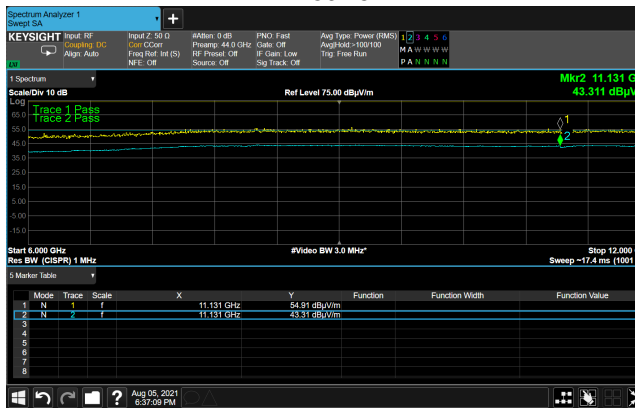 Spectrum Analyzer 1
Swept SA
+
KEYSIGHT Input: RF Input Z: 50 Ω #Atten: 0 dB PNO: Fast Avg Type: Power (RMS) 1 2 3 4 5 6
Coupling: DC Corr CCorr Preamp: 44.0 GHz Gate: Off Avg|Hold:>100/100 M A W W W W
Align: Auto Freq Ref: Int (S) RF Preset: Off IF Gain: Low Trig: Free Run
NFE: Off Source: Off Sig Track: Off P A N N N N
1 Spectrum Mkr2 11.131 G
Scale/Div 10 dB Ref Level 75.00 dBµV/m 43.311 dBµV
Log
Trace 1 Pass
Trace 2 Pass
65.0
55.0
45.0
35.0
25.0
15.0
5.00
-5.00
-15.0
1
2
Start 6.000 GHz #Video BW 3.0 MHz* Stop 12.000
Res BW (CISPR) 1 MHz Sweep ~17.4 ms (1001
5 Marker Table
Mode Trace Scale X Y Function Function Width Function Value
1 N 1 f 11.131 GHz 54.91 dBµV/m
2 N 2 f 11.131 GHz 43.31 dBµV/m
3
4
5
6
7
8
? Aug 05, 2021
6:37:09 PM